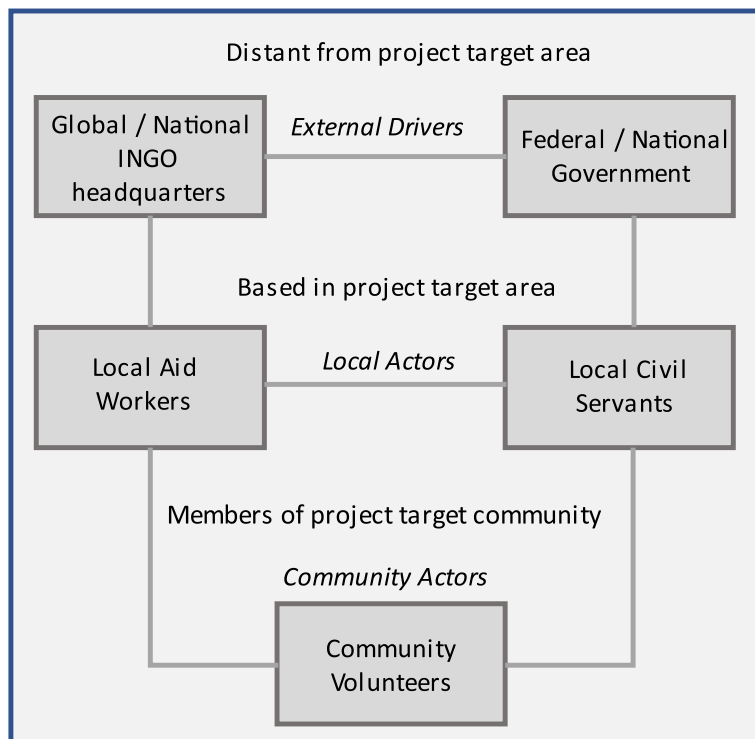 Distant from project target area
Global / National
INGO
headquarters
External Drivers
Federal / National
Government
Based in project target area
Local Aid
Workers
Local Actors
Local Civil
Servants
Members of project target community
Community Actors
Community
Volunteers